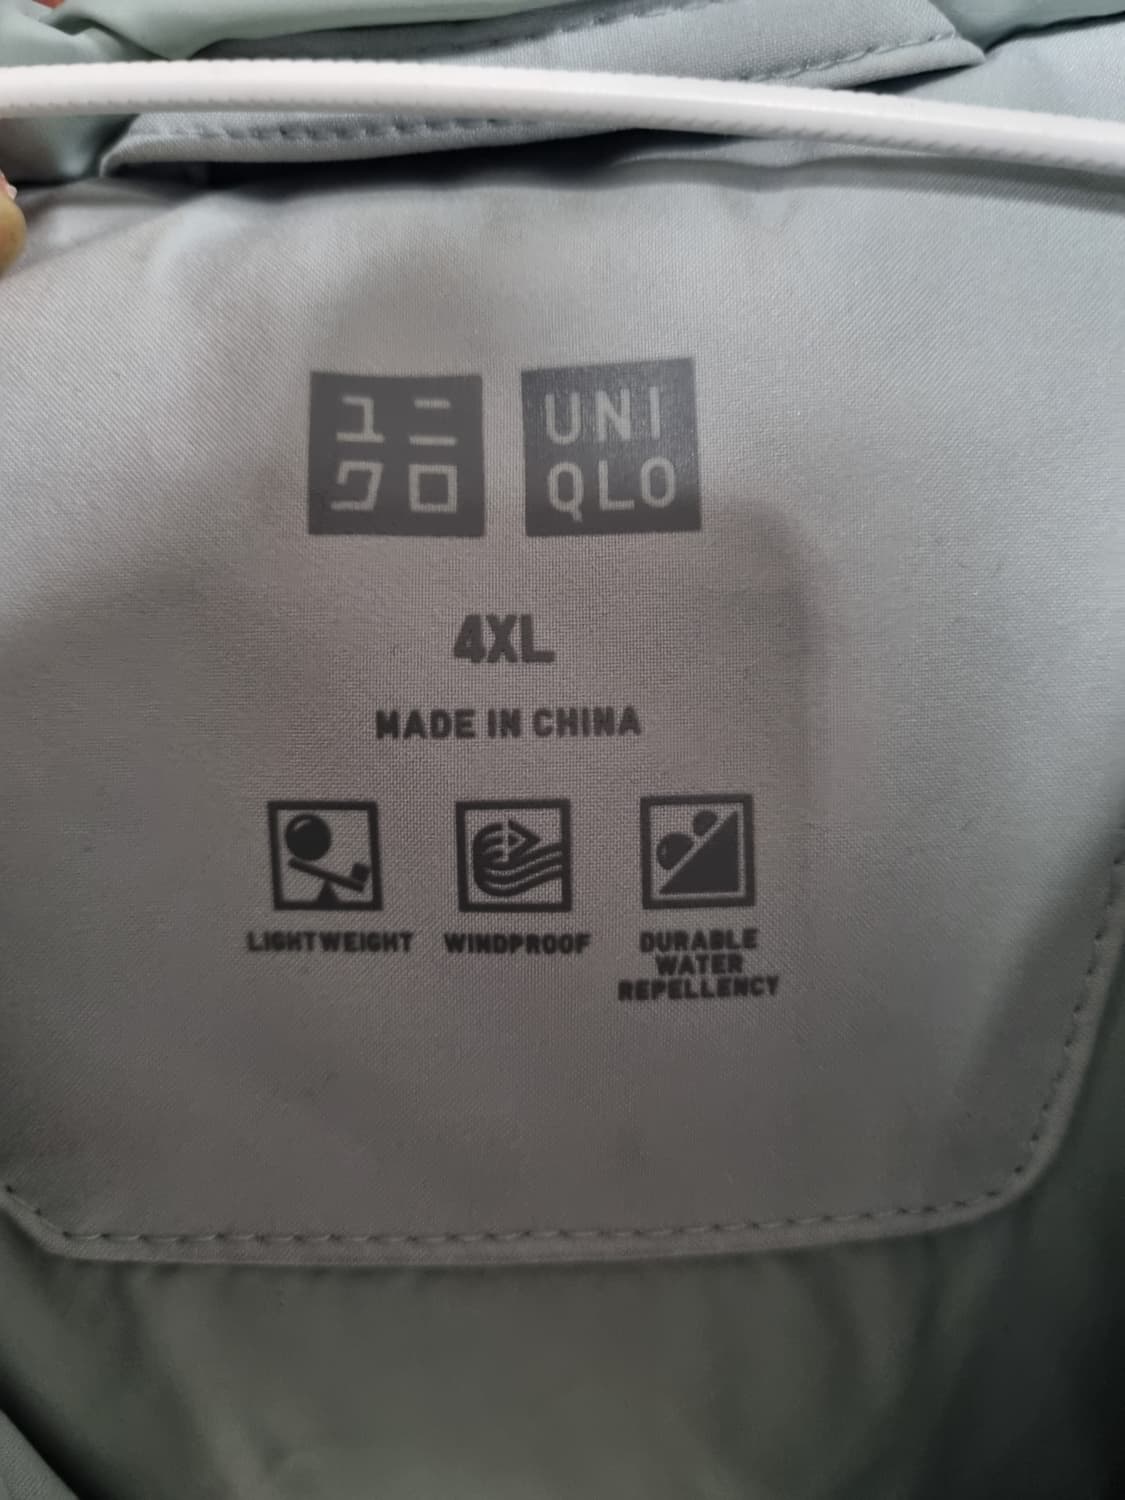 ユニ
クロ
UNI
QLO
4XL
MADE IN CHINA
LIGHTWEIGHT
WINDPROOF
DURABLE
WATER
REPELLENCY